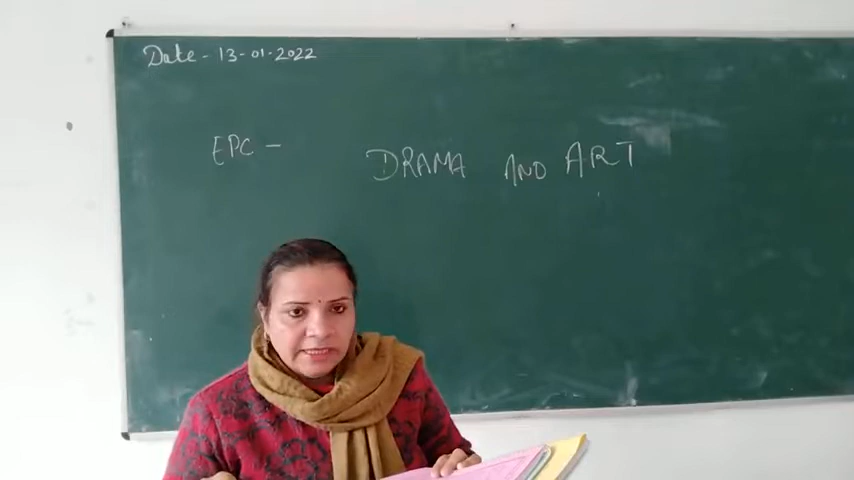 Date - 13-01-2022
EPC - DRAMA AND ART